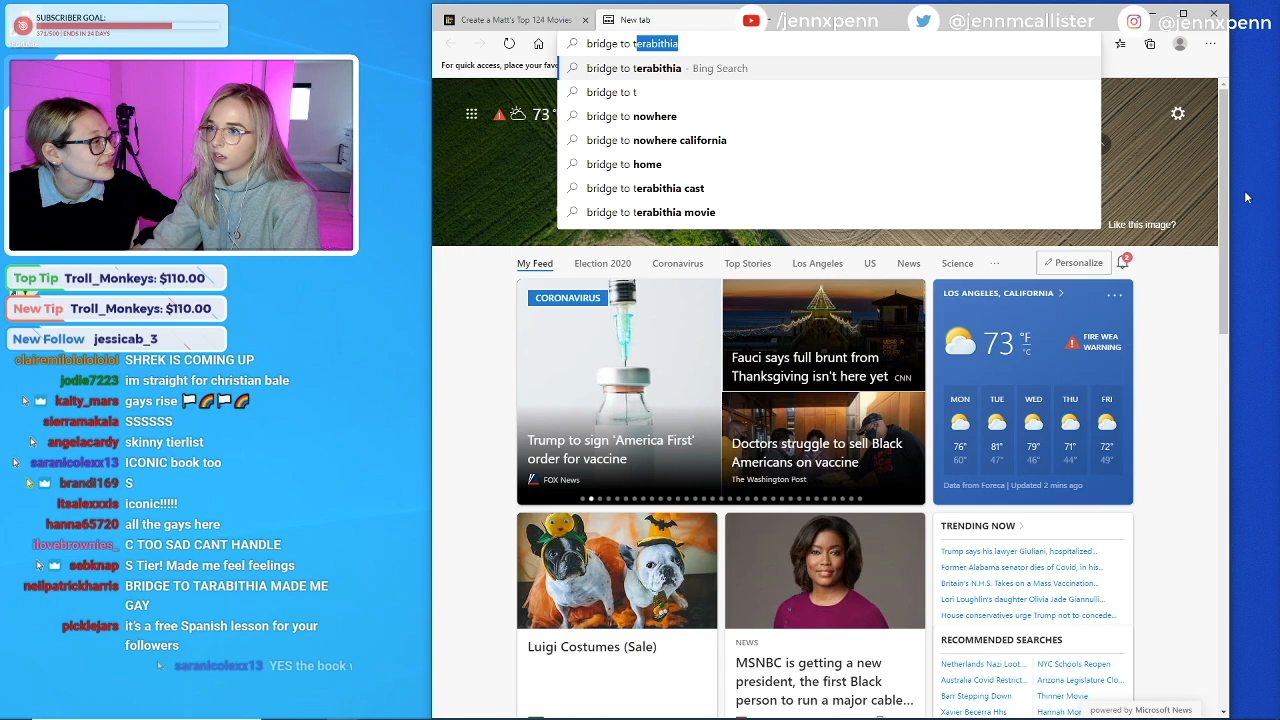 SUBSCRIBER GOAL:
371/500 | ENDS IN 24 DAYS
Top Tip Troll_Monkeys: $110.00
New Tip Troll_Monkeys: $110.00
New Follow jessicab_3
SHREK IS COMING UP
jodie7223 im straight for christian bale
kaity_mars gays rise 🏳️🌈🏳️🌈
sierramakala SSSSSS
angelacardy skinny tierlist
saranicolexx13 ICONIC book too
brandi169 S
itsalexxxis iconic!!!!!
hanna65720 all the gays here
ilovebrownies_ C TOO SAD CANT HANDLE
sebknap S Tier! Made me feel feelings
neilpatrickharris BRIDGE TO TARABITHIA MADE ME
GAY
picklejars it's a free Spanish lesson for your
followers
saranicolexx13 YES the book
Create a Matt's Top 124 Movies
New tab
/jennxpenn
@jennmcallister
@jennxpenn
bridge to terabithia
For quick access, place your favo
bridge to terabithia - Bing Search
bridge to t
bridge to nowhere
bridge to nowhere california
bridge to home
bridge to terabithia cast
bridge to terabithia movie
73 °
Like this image?
My Feed
Election 2020
Coronavirus
Top Stories
Los Angeles
US
News
Science
...
Personalize
2
CORONAVIRUS
Trump to sign 'America First'
order for vaccine
FOX News
Fauci says full brunt from
Thanksgiving isn't here yet CNN
Doctors struggle to sell Black
Americans on vaccine
The Washington Post
LOS ANGELES, CALIFORNIA
...
73 °F
°C
FIRE WEA
WARNING
MON TUE WED THU FRI
76° 81° 79° 71° 72°
60° 47° 46° 44° 49°
Data from Foreca | Updated 2 mins ago
Luigi Costumes (Sale)
NEWS
MSNBC is getting a new
president, the first Black
person to run a major cable...
TRENDING NOW
Trump says his lawyer Giuliani, hospitalized...
Former Alabama senator dies of Covid, in his...
Britain's N.H.S. Takes on a Mass Vaccination...
Lori Loughlin's daughter Olivia Jade Giannulli...
House conservatives urge Trump not to concede...
RECOMMENDED SEARCHES
Netherlands Nazi Loot... NYC Schools Reopen
Australia Covid Restrict... Arizona Legislature Clo...
Barr Stepping Down Thinner Movie
Xavier Becerra Hhs Hannah Mor
powered by Microsoft News